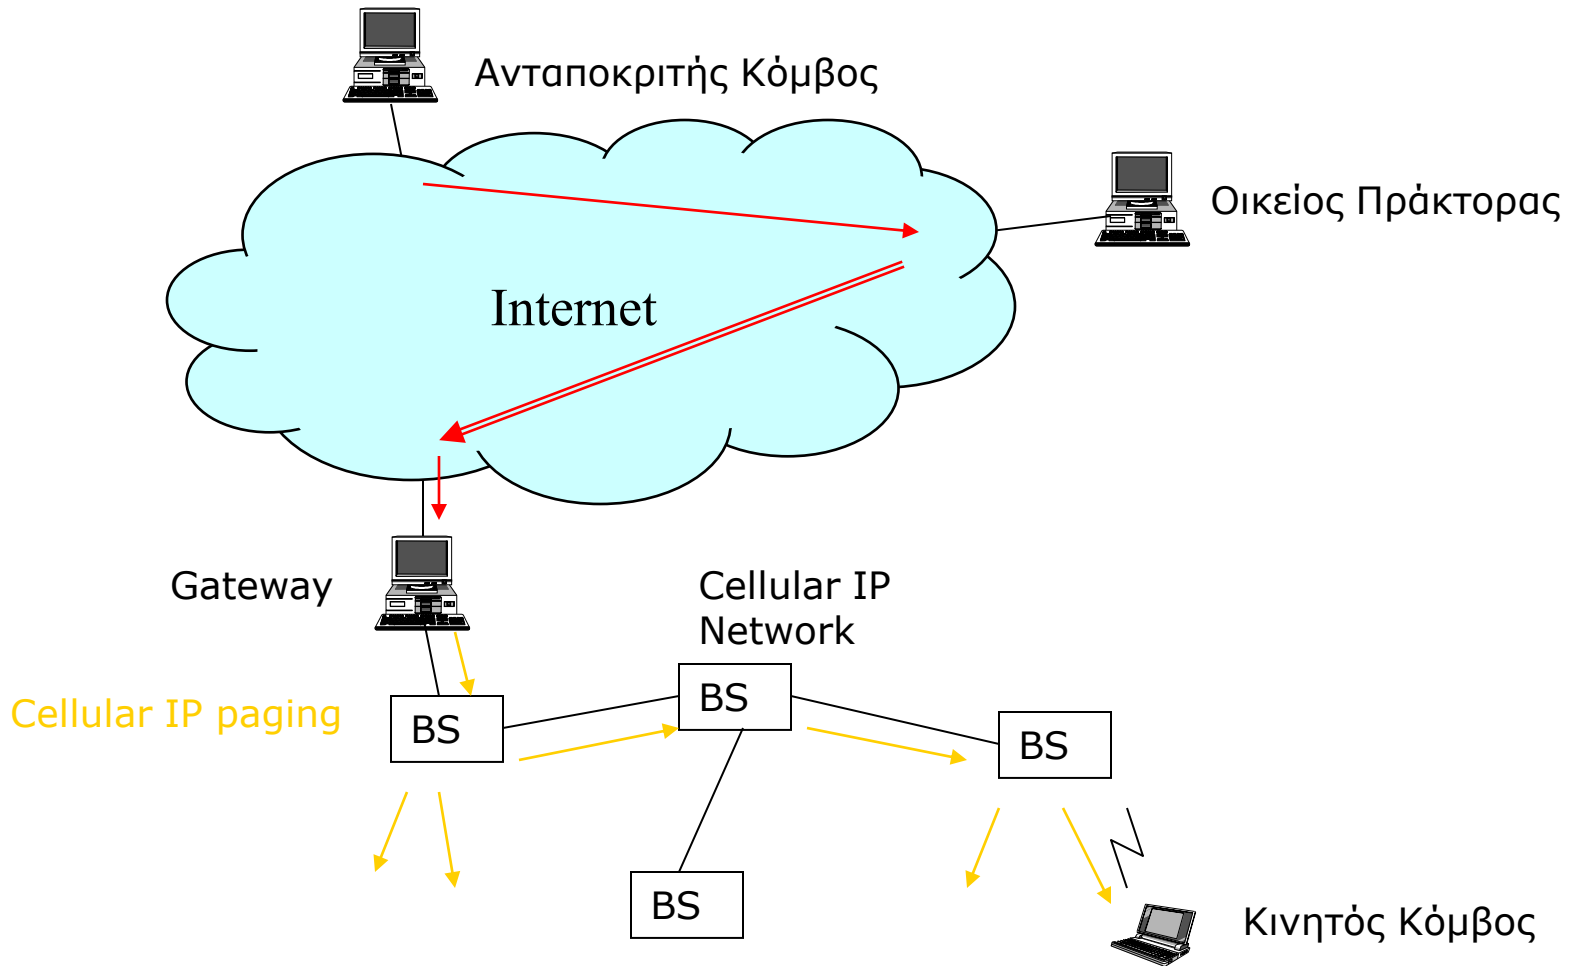 Ανταποκριτής Κόμβος
Οικείος Πράκτορας
Internet
Gateway
Cellular IP
Network
Cellular IP paging
BS
BS
BS
BS
Κινητός Κόμβος